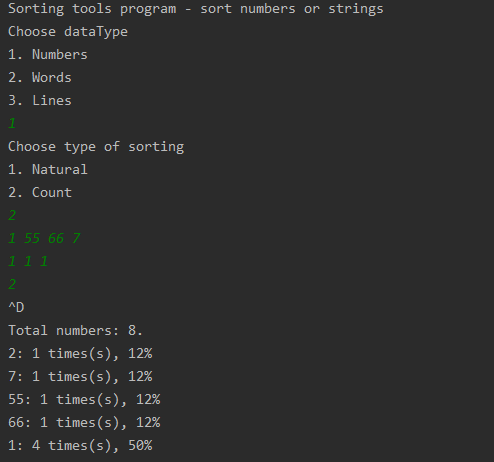 Sorting tools program - sort numbers or strings
Choose dataType
1. Numbers
2. Words
3. Lines
1
Choose type of sorting
1. Natural
2. Count
2
1 55 66 7
1 1 1
2
^D
Total numbers: 8.
2: 1 times(s), 12%
7: 1 times(s), 12%
55: 1 times(s), 12%
66: 1 times(s), 12%
1: 4 times(s), 50%